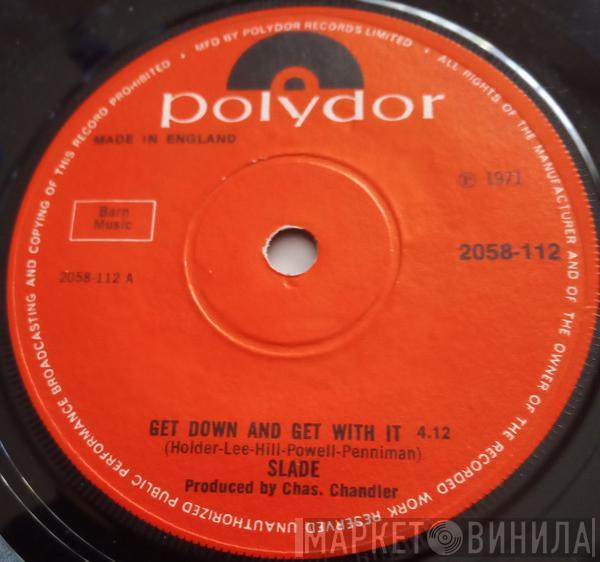 PERFORMANCE BROADCASTING AND COPYING OF THIS RECORD PROHIBITED • MFD BY POLYDOR RECORDS LIMITED • ALL RIGHTS OF THE MANUFACTURER AND OF THE OWNER OF THE RECORDED WORK RESERVED UNAUTHORIZED PUBLIC
polydor
MADE IN ENGLAND
℗ 1971
Barn
Music
2058-112
2058-112 A
GET DOWN AND GET WITH IT 4.12
(Holder-Lee-Hill-Powell-Penniman)
SLADE
Produced by Chas. Chandler
МАРКЕТ ВИНИЛА